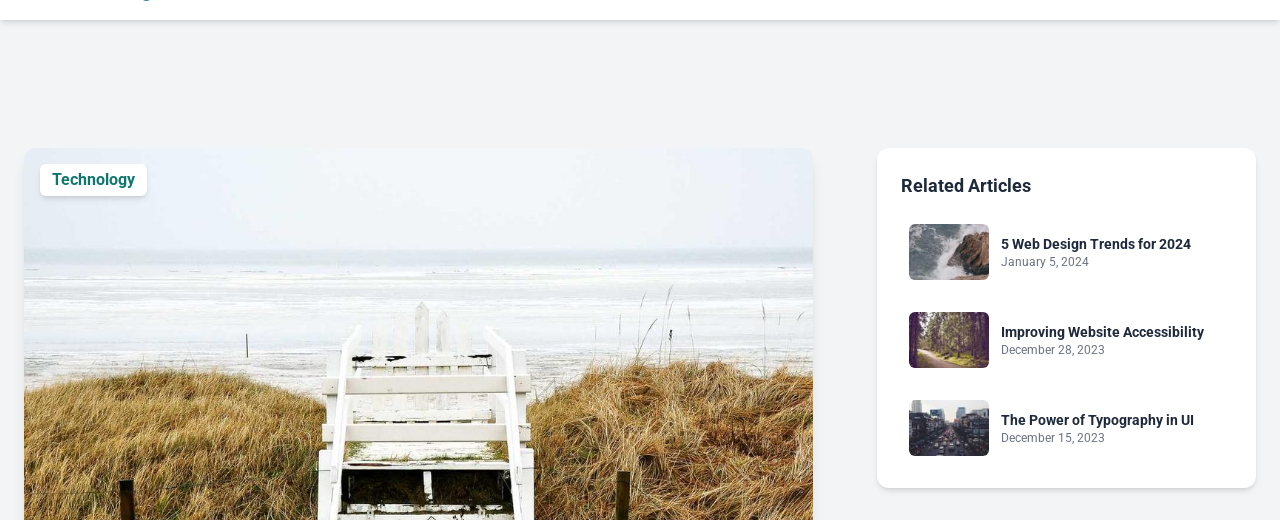 Technology
Related Articles
5 Web Design Trends for 2024
January 5, 2024
Improving Website Accessibility
December 28, 2023
The Power of Typography in UI
December 15, 2023